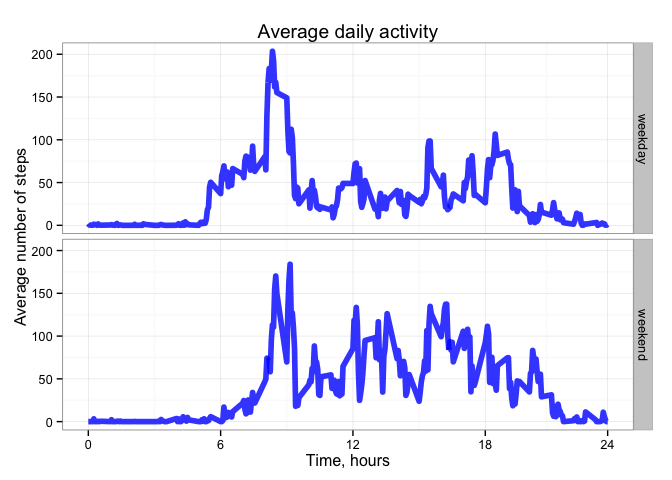 Average daily activity
Average number of steps
200
150
100
50
0
weekday
200
150
100
50
0
weekend
0 6 12 18 24
Time, hours